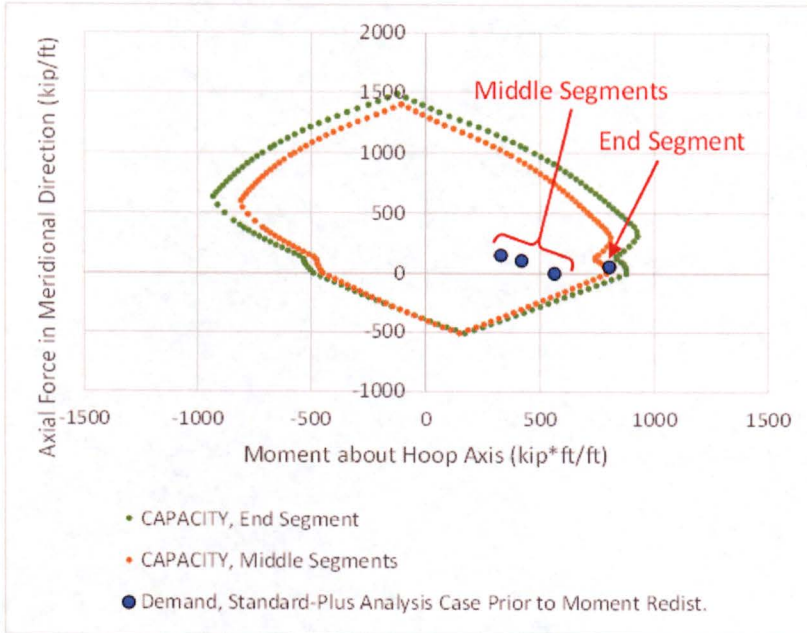 Axial Force in Meridional Direction (kip/ft)
2000
1500
1000
500
0
-500
-1000
-1500
-1000
-500
0
500
1000
1500
Middle Segments
End Segment
Moment about Hoop Axis (kip*ft/ft)
CAPACITY, End Segment
CAPACITY, Middle Segments
Demand, Standard-Plus Analysis Case Prior to Moment Redist.